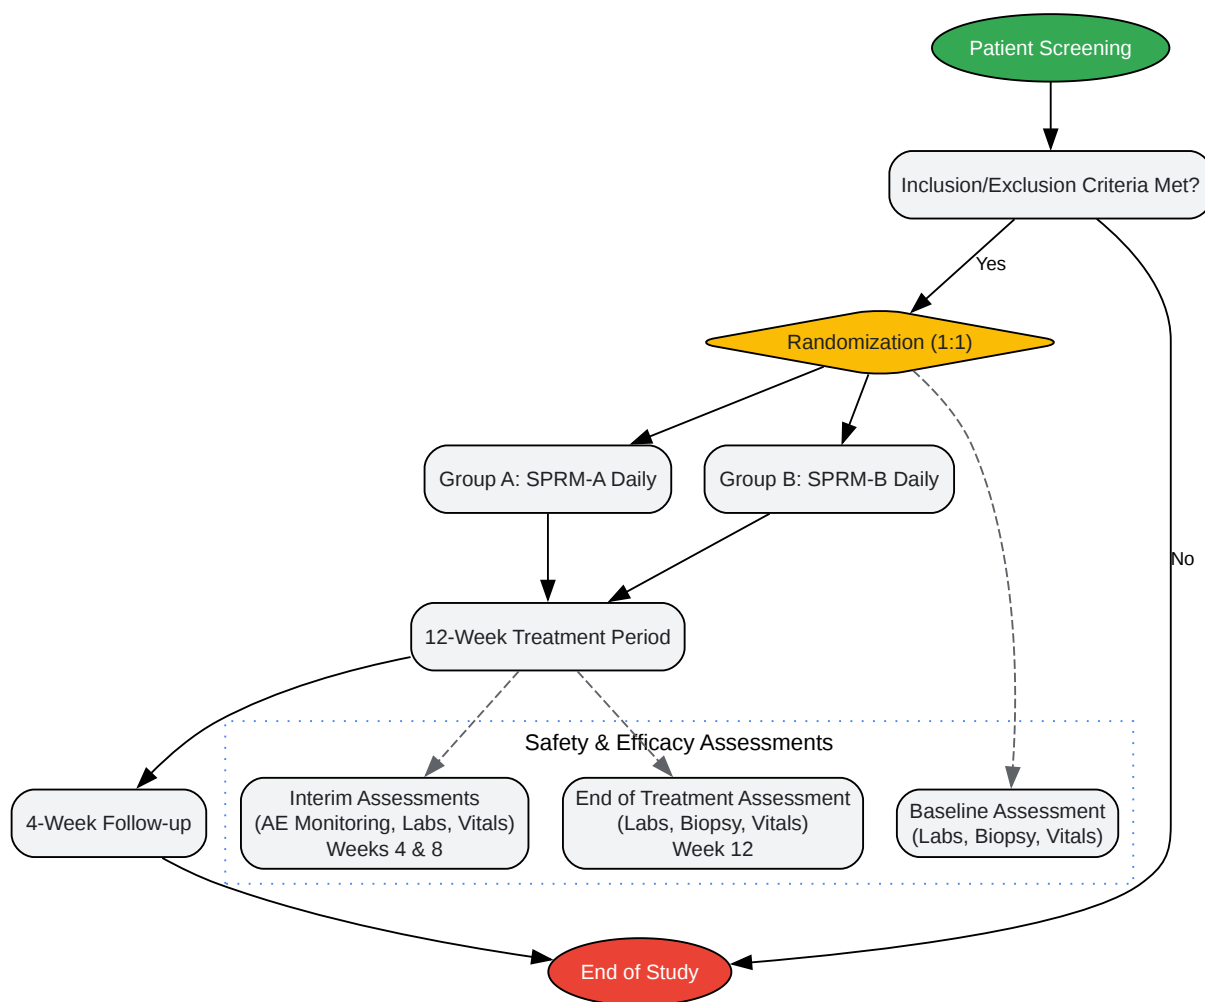 Patient Screening
Inclusion/Exclusion Criteria Met?
Yes
Randomization (1:1)
Group A: SPRM-A Daily
Group B: SPRM-B Daily
No
12-Week Treatment Period
Safety & Efficacy Assessments
4-Week Follow-up
Interim Assessments
(AE Monitoring, Labs, Vitals)
Weeks 4 & 8
End of Treatment Assessment
(Labs, Biopsy, Vitals)
Week 12
Baseline Assessment
(Labs, Biopsy, Vitals)
End of Study